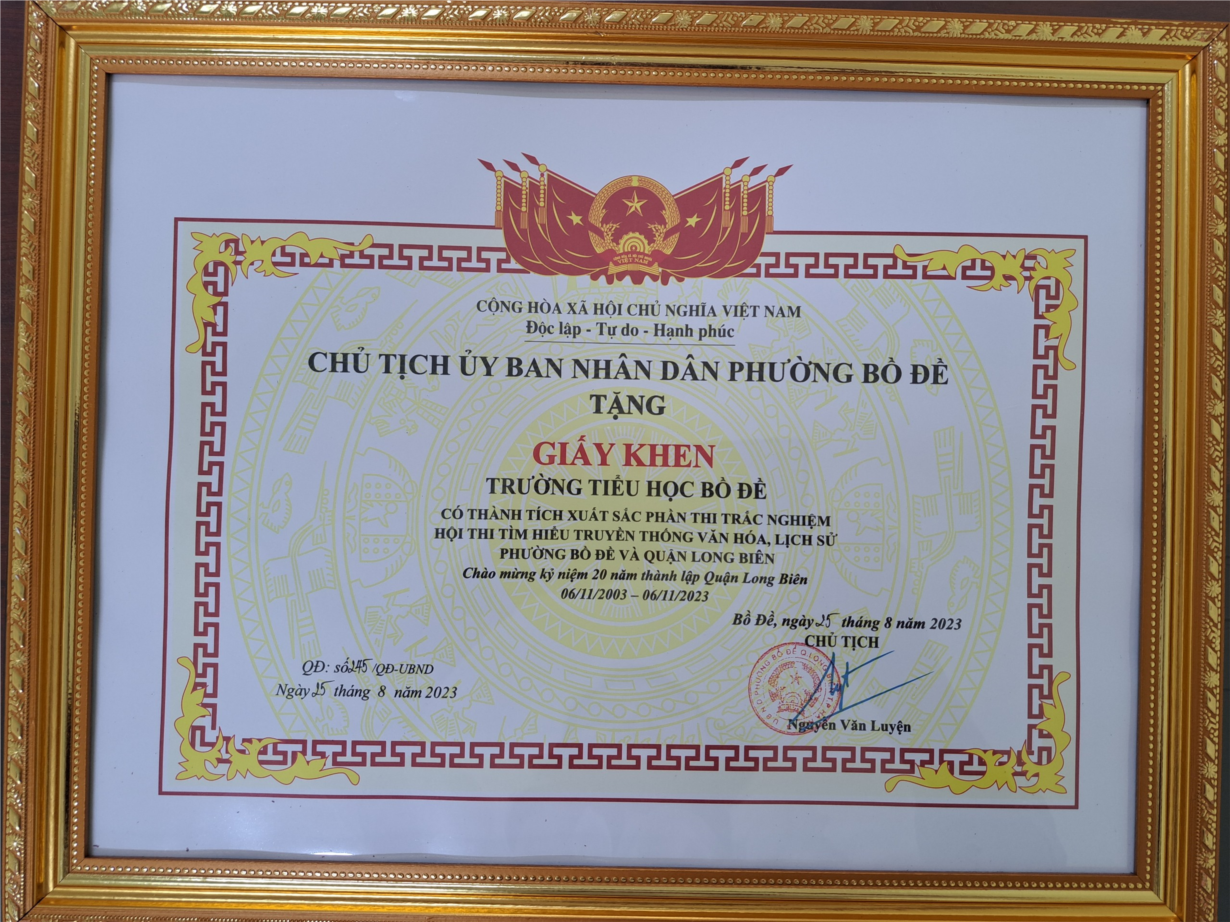 CỘNG HÒA XÃ HỘI CHỦ NGHĨA VIỆT NAM
Độc lập - Tự do - Hạnh phúc
CHỦ TỊCH ỦY BAN NHÂN DÂN PHƯỜNG BỒ ĐỀ
TẶNG
GIẤY KHEN
TRƯỜNG TIỂU HỌC BỒ ĐỀ
CÓ THÀNH TÍCH XUẤT SẮC PHẦN THI TRẮC NGHIỆM
HỘI THI TÌM HIỂU TRUYỀN THỐNG VĂN HÓA, LỊCH SỬ
PHƯỜNG BỒ ĐỀ VÀ QUẬN LONG BIÊN
Chào mừng kỷ niệm 20 năm thành lập Quận Long Biên
06/11/2003 – 06/11/2023
Bồ Đề, ngày 25 tháng 8 năm 2023
CHỦ TỊCH
Nguyễn Văn Luyện
QĐ: số 245 /QĐ-UBND
Ngày 25 tháng 8 năm 2023